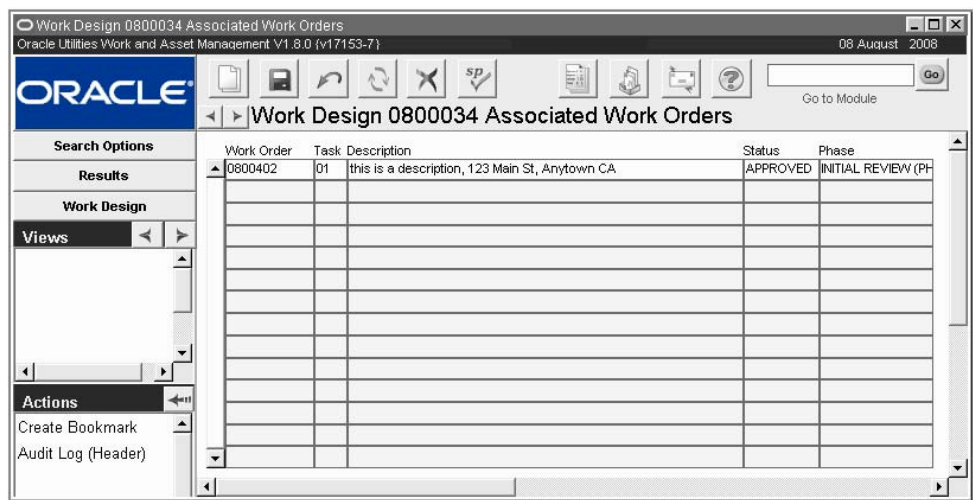 Work Design 0800034 Associated Work Orders
Oracle Utilities Work and Asset Management V1.8.0 (v17153-7) 08 August 2008
ORACLE
sp
Go
Go to Module
Work Design 0800034 Associated Work Orders
Search Options
Results
Work Design
Views
Actions
Create Bookmark
Audit Log (Header)
Work Order Task Description Status Phase
0800402 01 this is a description, 123 Main St, Anytown CA APPROVED INITIAL REVIEW (PH